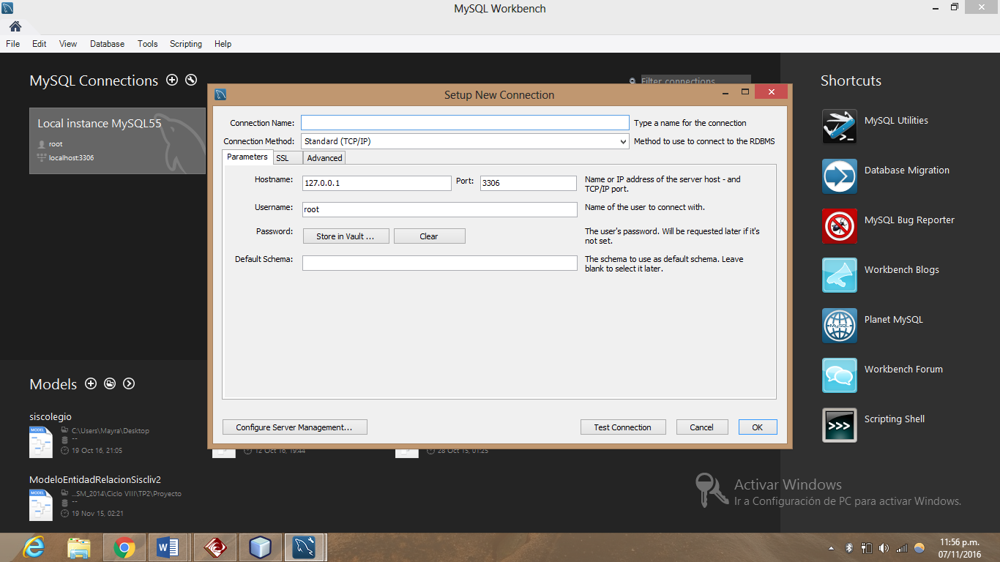 MySQL Workbench
File Edit View Database Tools Scripting Help
MySQL Connections
Filter connections
Local instance MySQL55
root
localhost:3306
Shortcuts
MySQL Utilities
Database Migration
MySQL Bug Reporter
Workbench Blogs
Planet MySQL
MySQL
Workbench Forum
Scripting Shell
Setup New Connection
Connection Name: Type a name for the connection
Connection Method: Standard (TCP/IP) Method to use to connect to the RDBMS
Parameters SSL Advanced
Hostname: 127.0.0.1 Port: 3306 Name or IP address of the server host - and
TCP/IP port.
Username: root Name of the user to connect with.
Password: Store in Vault ... Clear The user's password. Will be requested later if it's
not set.
Default Schema: The schema to use as default schema. Leave
blank to select it later.
Configure Server Management... Test Connection Cancel OK
Models
siscolegio
MODEL
C:\Users\Mayra\Desktop
--
19 Oct 16, 21:05
12 Oct 16, 19:44
28 Oct 15, 01:25
ModeloEntidadRelacionSiscliv2
MODEL
...SM_2014\Ciclo VIII\TP2\Proyecto
--
19 Nov 15, 02:21
Activar Windows
Ir a Configuración de PC para activar Windows.
11:56 p.m.
07/11/2016